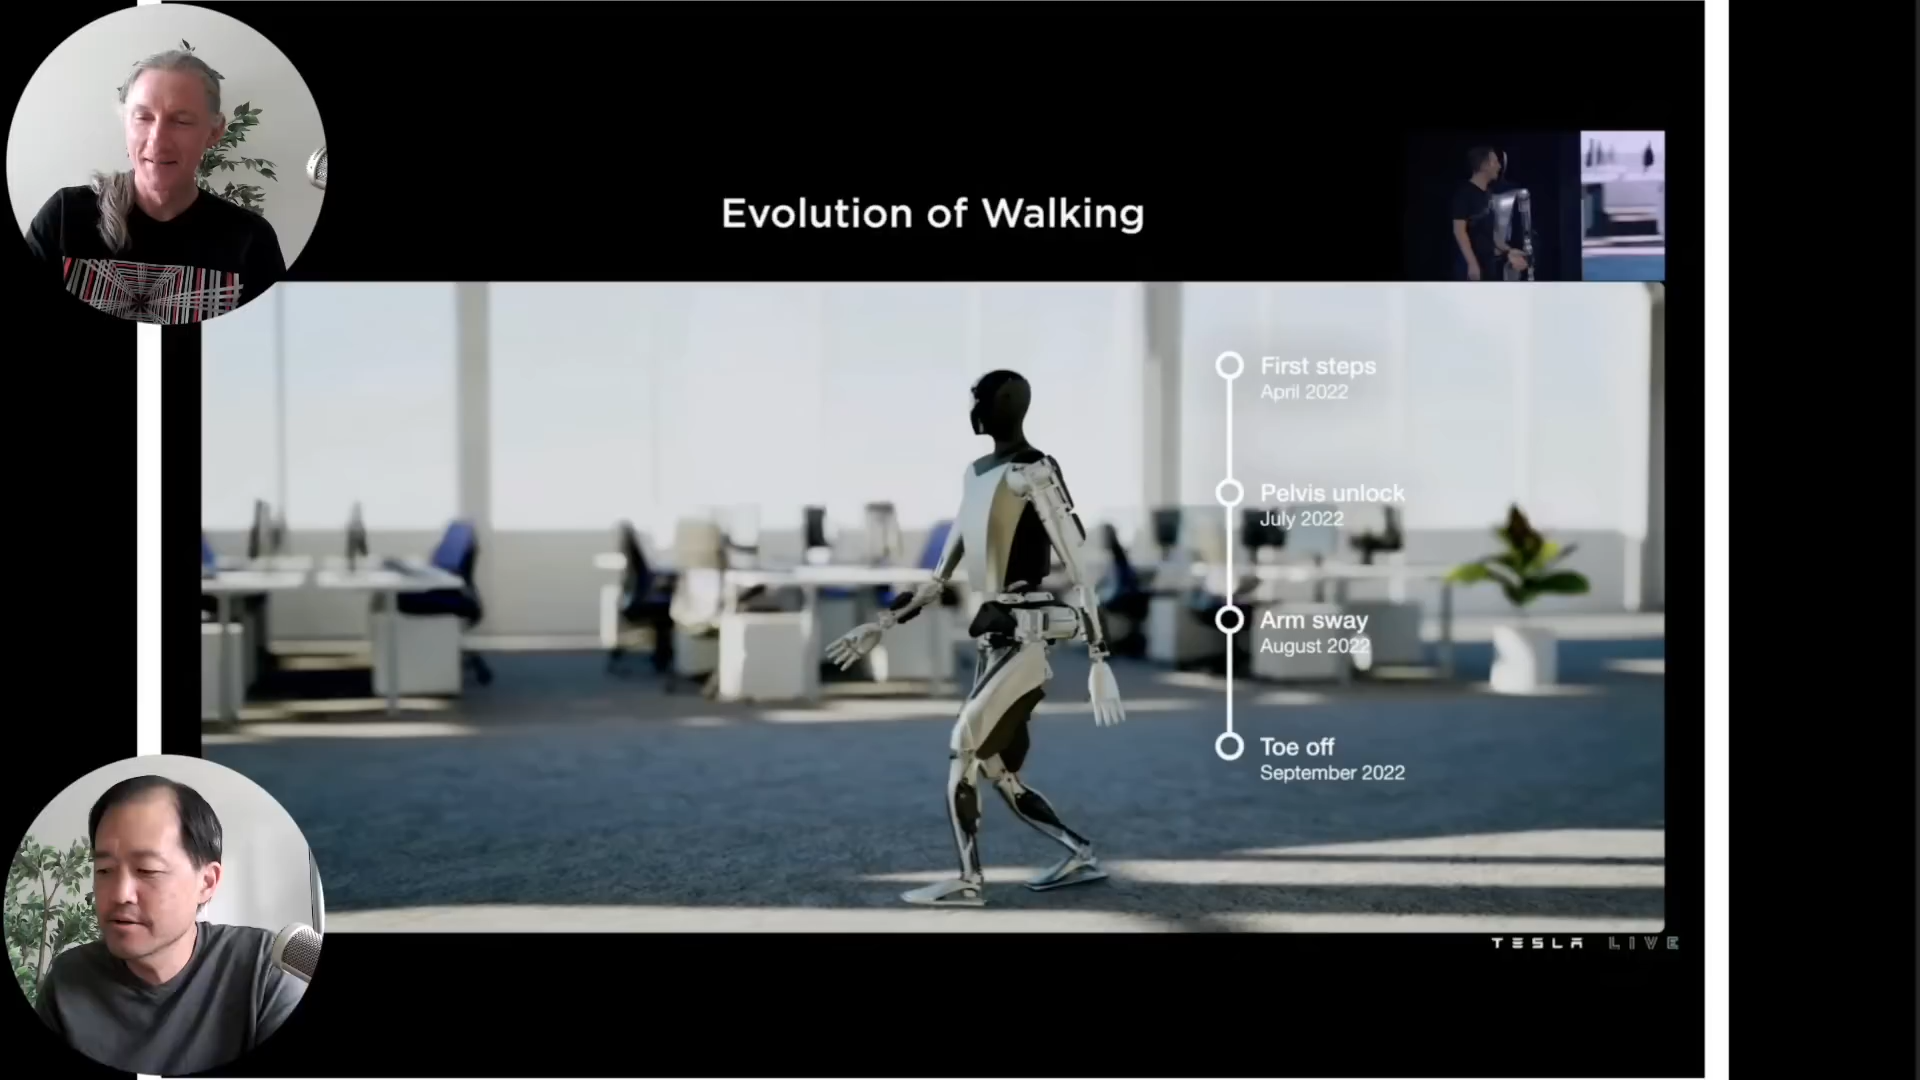 Evolution of Walking
First steps
April 2022
Pelvis unlock
July 2022
Arm sway
August 2022
Toe off
September 2022
TESLA LIVE